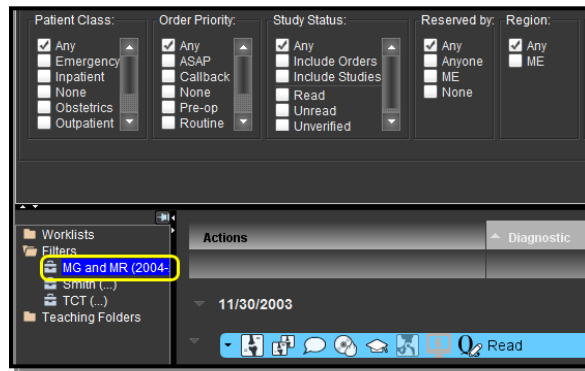 Patient Class: Order Priority: Study Status: Reserved by: Region:
Any Any Any Any Any
Emergency ASAP Include Orders Anyone ME
Inpatient Callback Include Studies ME
None None Read None
Obstetrics Pre-op Unread
Outpatient Routine Unverified
Worklists
Filters
MG and MR (2004-
Smith (...)
TCT (...)
Teaching Folders
Actions Diagnostic
11/30/2003
Q Read